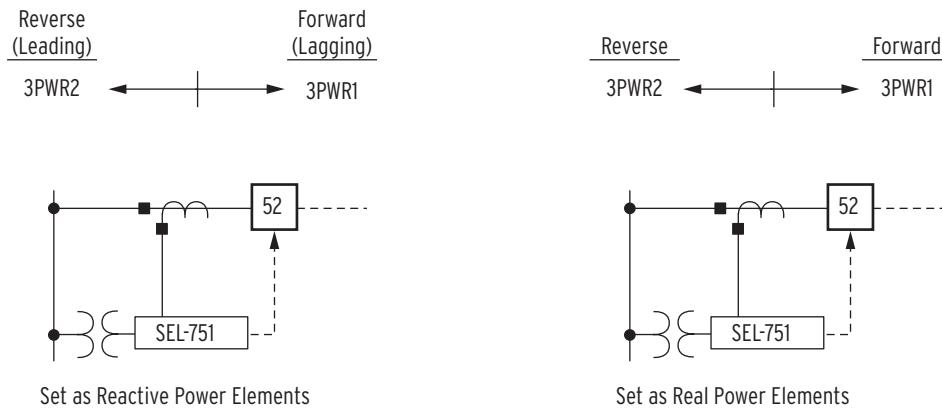 Reverse
(Leading)
Forward
(Lagging)
3PWR2
3PWR1
52
SEL-751
Set as Reactive Power Elements
Reverse
Forward
3PWR2
3PWR1
52
SEL-751
Set as Real Power Elements